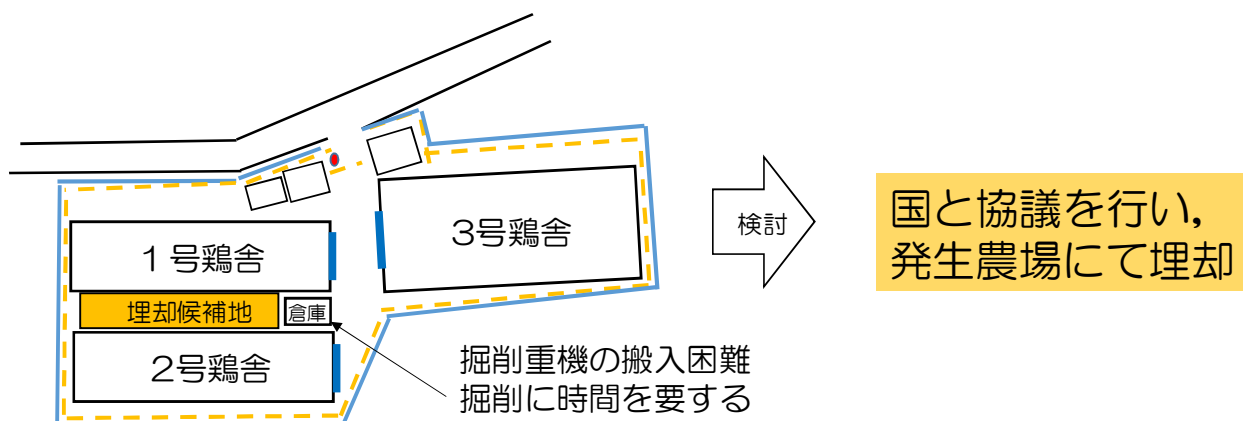 1号鶏舎
埋却候補地
倉庫
2号鶏舎
3号鶏舎
掘削重機の搬入困難
掘削に時間を要する
検討
国と協議を行い，
発生農場にて埋却